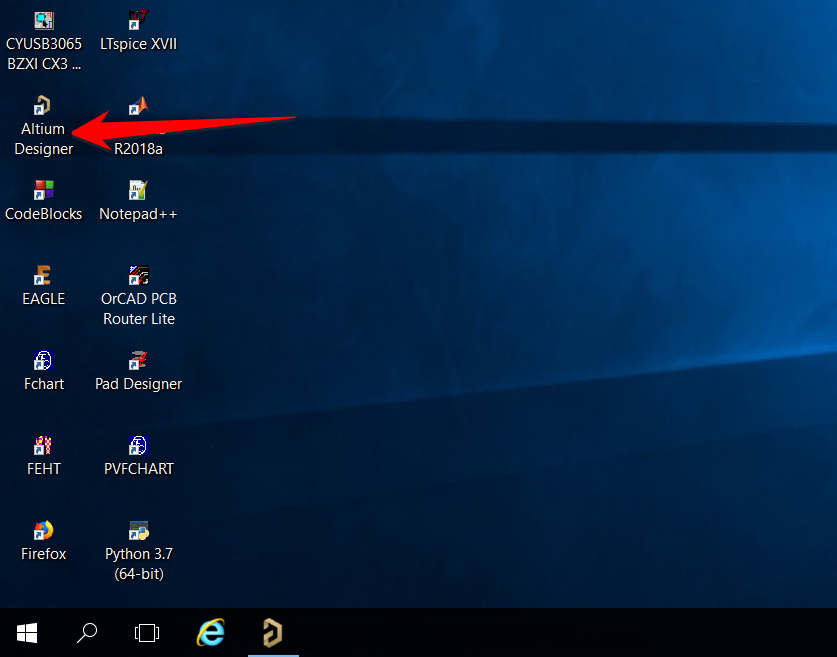 CYUSB3065
BZXI CX3 ...
LTspice XVII
Altium
Designer
R2018a
CodeBlocks
Notepad++
EAGLE
OrCAD PCB
Router Lite
Fchart
Pad Designer
FEHT
PVFCHART
Firefox
Python 3.7
(64-bit)